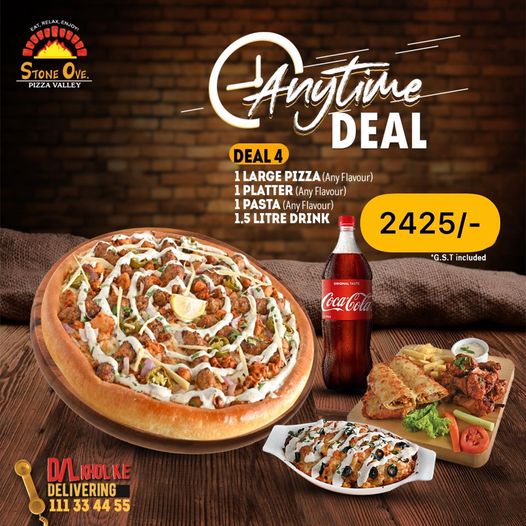 EAT, RELAX, ENJOY!
STONE OVE.
PIZZA VALLEY
Anytime
DEAL
DEAL 4
1 LARGE PIZZA (Any Flavour)
1 PLATTER (Any Flavour)
1 PASTA (Any Flavour)
1.5 LITRE DRINK
2425/-
*G.S.T included
ORIGINAL TASTE
Coca-Cola
DELIVERING
111 33 44 55